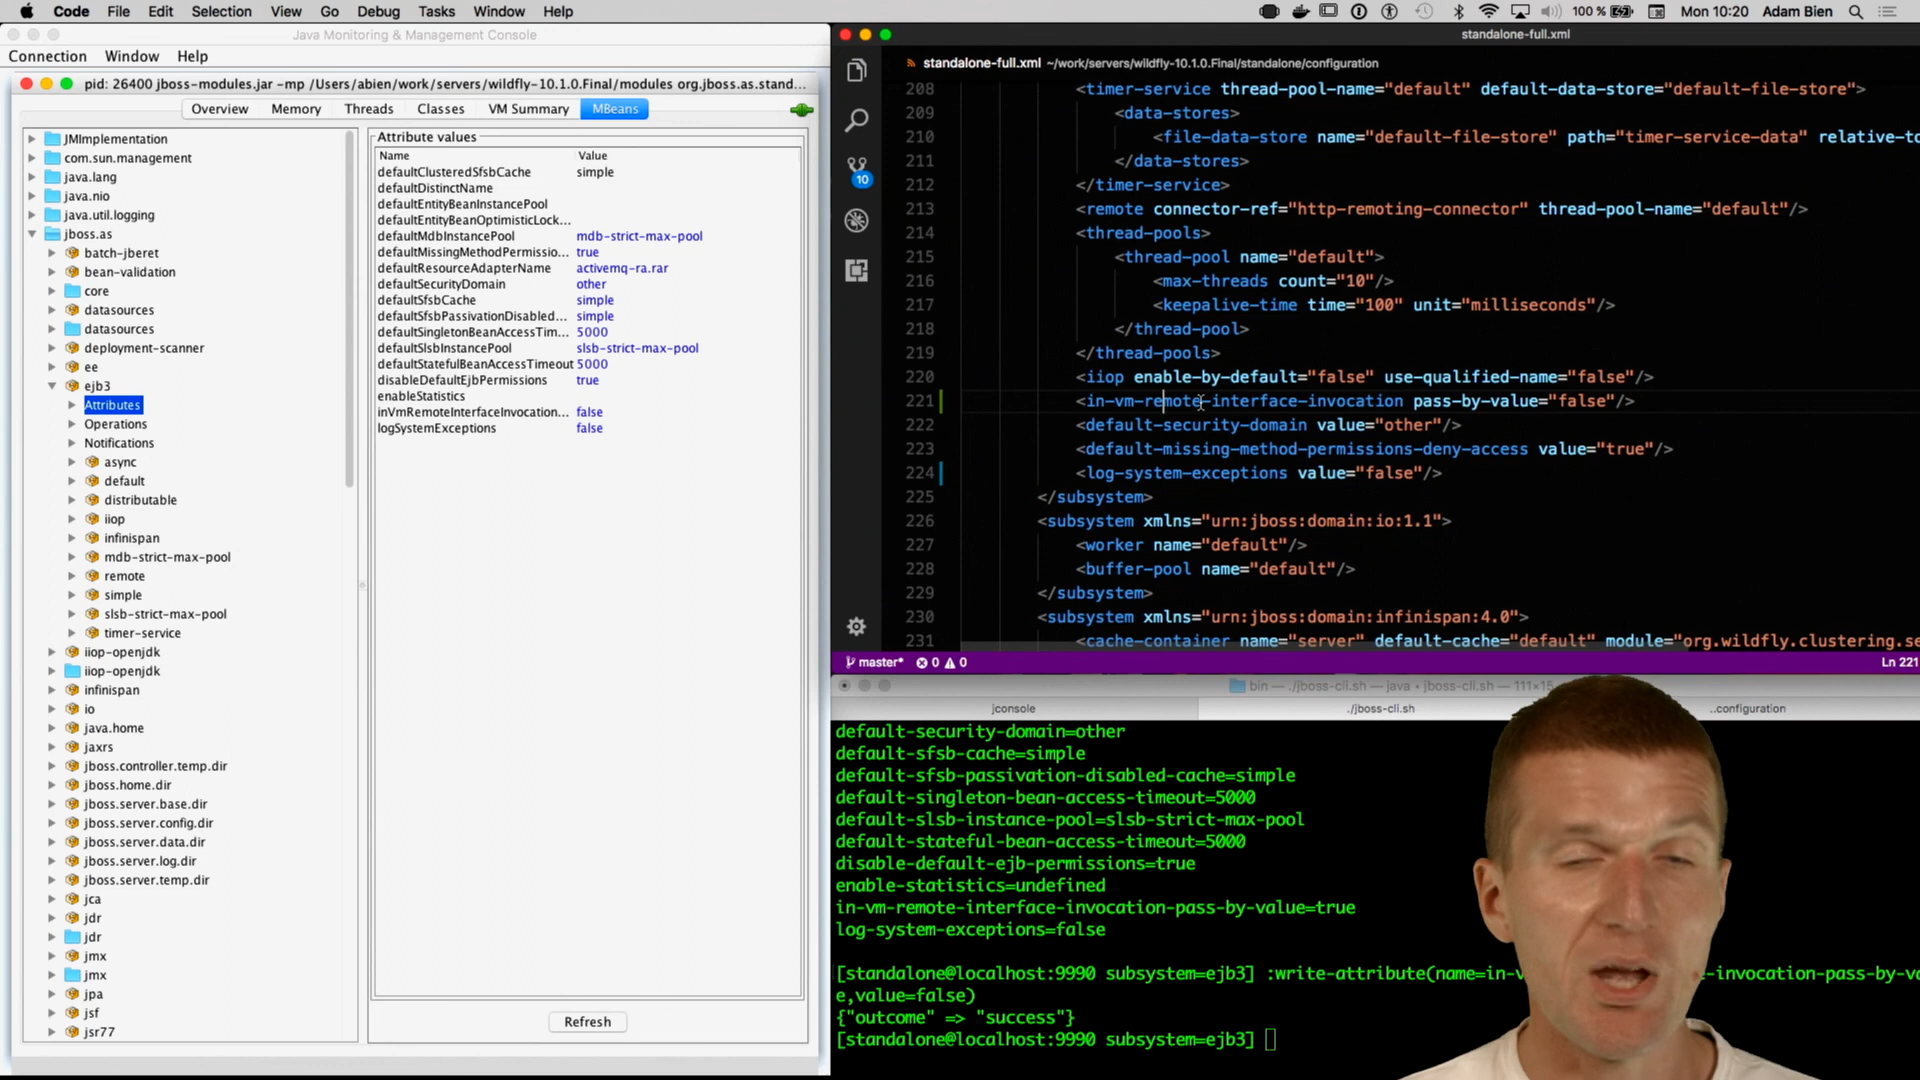 Code File Edit Selection View Go Debug Tasks Window Help 100 % Mon 10:20 Adam Bien
Java Monitoring & Management Console
Connection Window Help
pid: 26400 jboss-modules.jar -mp /Users/abien/work/servers/wildfly-10.1.0.Final/modules org.jboss.as.stand...
Overview Memory Threads Classes VM Summary MBeans
JMImplementation
com.sun.management
java.lang
java.nio
java.util.logging
jboss.as
batch-jberet
bean-validation
core
datasources
datasources
deployment-scanner
ee
ejb3
Attributes
Operations
Notifications
async
default
distributable
iiop
infinispan
mdb-strict-max-pool
remote
simple
slsb-strict-max-pool
timer-service
iiop-openjdk
iiop-openjdk
infinispan
io
java.home
jaxrs
jboss.controller.temp.dir
jboss.home.dir
jboss.server.base.dir
jboss.server.config.dir
jboss.server.data.dir
jboss.server.log.dir
jboss.server.temp.dir
jca
jdr
jdr
jmx
jmx
jpa
jsf
jsr77
Attribute values
Name Value
defaultClusteredSfsbCache simple
defaultDistinctName
defaultEntityBeanInstancePool
defaultEntityBeanOptimisticLock...
defaultMdbInstancePool mdb-strict-max-pool
defaultMissingMethodPermissio... true
defaultResourceAdapterName activemq-ra.rar
defaultSecurityDomain other
defaultSfsbCache simple
defaultSfsbPassivationDisabled... simple
defaultSingletonBeanAccessTim... 5000
defaultSlsbInstancePool slsb-strict-max-pool
defaultStatefulBeanAccessTimeout 5000
disableDefaultEjbPermissions true
enableStatistics
inVmRemoteInterfaceInvocation... false
logSystemExceptions false
Refresh
standalone-full.xml
standalone-full.xml ~/work/servers/wildfly-10.1.0.Final/standalone/configuration
10
208 <timer-service thread-pool-name="default" default-data-store="default-file-store">
209 <data-stores>
210 <file-data-store name="default-file-store" path="timer-service-data" relative-to
211 </data-stores>
212 </timer-service>
213 <remote connector-ref="http-remoting-connector" thread-pool-name="default"/>
214 <thread-pools>
215 <thread-pool name="default">
216 <max-threads count="10"/>
217 <keepalive-time time="100" unit="milliseconds"/>
218 </thread-pool>
219 </thread-pools>
220 <iiop enable-by-default="false" use-qualified-name="false"/>
221 <in-vm-remote-interface-invocation pass-by-value="false"/>
222 <default-security-domain value="other"/>
223 <default-missing-method-permissions-deny-access value="true"/>
224 <log-system-exceptions value="false"/>
225 </subsystem>
226 <subsystem xmlns="urn:jboss:domain:io:1.1">
227 <worker name="default"/>
228 <buffer-pool name="default"/>
229 </subsystem>
230 <subsystem xmlns="urn:jboss:domain:infinispan:4.0">
231 <cache-container name="server" default-cache="default" module="org.wildfly.clustering.se
master* 0 0 Ln 221
bin — ./jboss-cli.sh — java • jboss-cli.sh — 111×15
jconsole ./jboss-cli.sh ..configuration
default-security-domain=other
default-sfsb-cache=simple
default-sfsb-passivation-disabled-cache=simple
default-singleton-bean-access-timeout=5000
default-slsb-instance-pool=slsb-strict-max-pool
default-stateful-bean-access-timeout=5000
disable-default-ejb-permissions=true
enable-statistics=undefined
in-vm-remote-interface-invocation-pass-by-value=true
log-system-exceptions=false
[standalone@localhost:9990 subsystem=ejb3] :write-attribute(name=in-v -invocation-pass-by-v
e,value=false)
{"outcome" => "success"}
[standalone@localhost:9990 subsystem=ejb3]